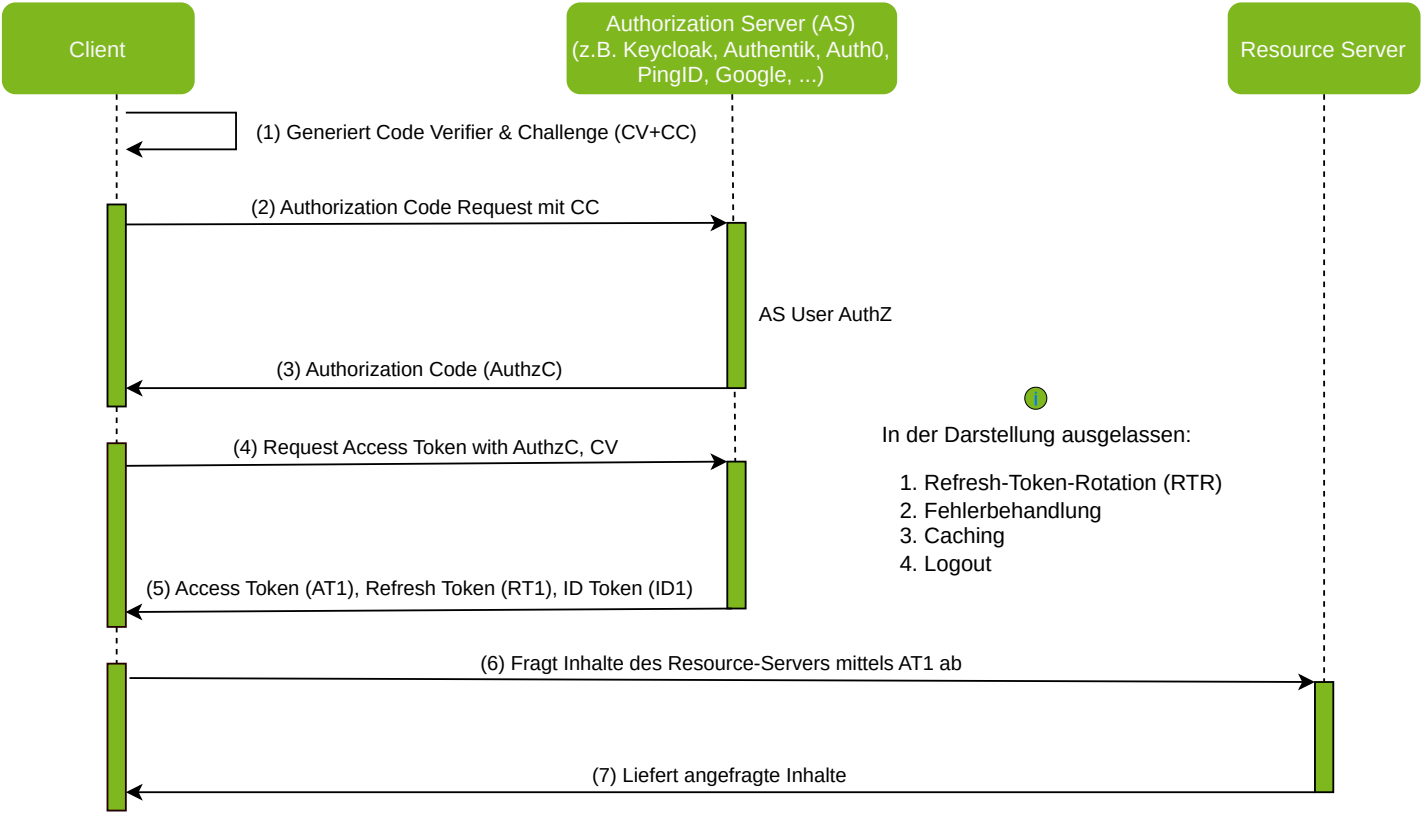 Client
Authorization Server (AS)
(z.B. Keycloak, Authentik, Auth0,
PingID, Google, ...)
Resource Server
(1) Generiert Code Verifier & Challenge (CV+CC)
(2) Authorization Code Request mit CC
AS User AuthZ
(3) Authorization Code (AuthzC)
i
In der Darstellung ausgelassen:
(4) Request Access Token with AuthzC, CV
1. Refresh-Token-Rotation (RTR)
2. Fehlerbehandlung
3. Caching
4. Logout
(5) Access Token (AT1), Refresh Token (RT1), ID Token (ID1)
(6) Fragt Inhalte des Resource-Servers mittels AT1 ab
(7) Liefert angefragte Inhalte